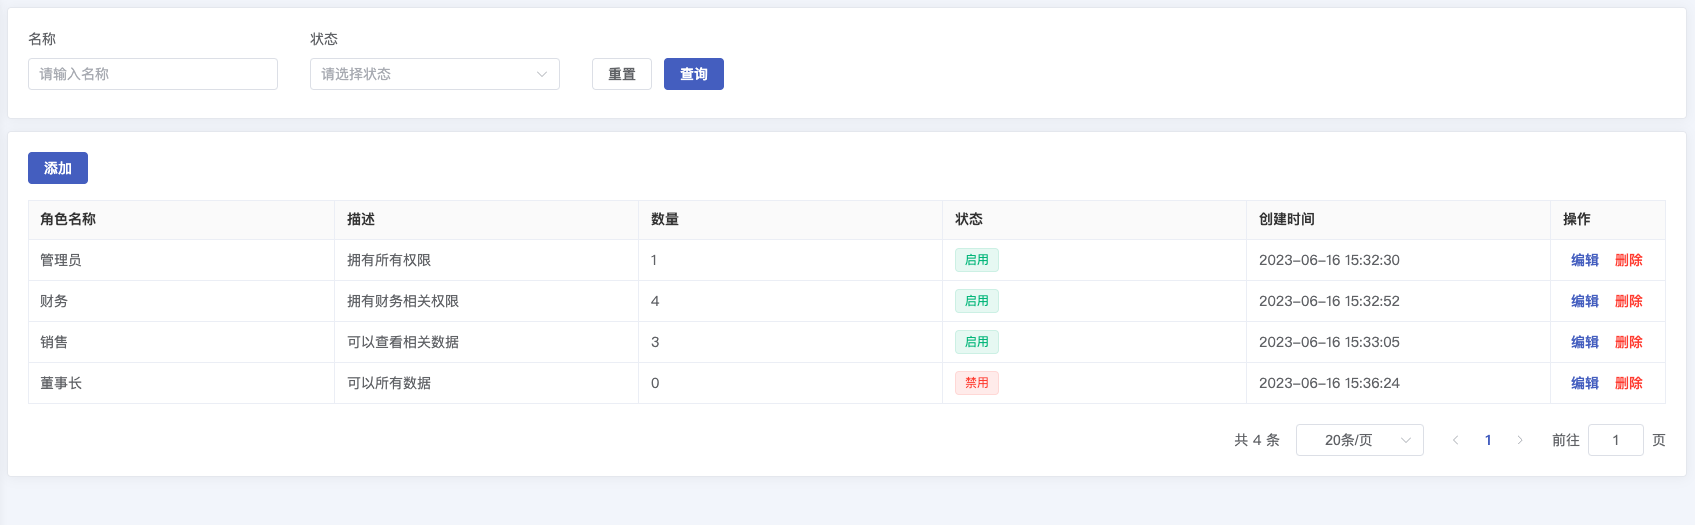 名称 状态
请输入名称 请选择状态 重置 查询
添加
角色名称 描述 数量 状态 创建时间 操作
管理员 拥有所有权限 1 启用 2023-06-16 15:32:30 编辑 删除
财务 拥有财务相关权限 4 启用 2023-06-16 15:32:52 编辑 删除
销售 可以查看相关数据 3 启用 2023-06-16 15:33:05 编辑 删除
董事长 可以所有数据 0 禁用 2023-06-16 15:36:24 编辑 删除
共 4 条 20条/页 1 前往 1 页